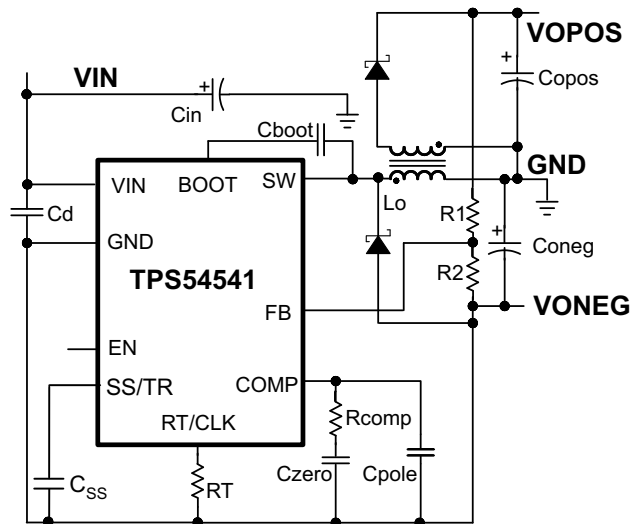 VOPOS
VIN
+
+
Copos
Cin
Cboot
GND
VIN
BOOT
SW
Lo
R1
Cd
GND
+
Coneg
TPS54541
R2
FB
VONEG
EN
SS/TR
COMP
RT/CLK
Rcomp
Czero
Cpole
CSS
RT